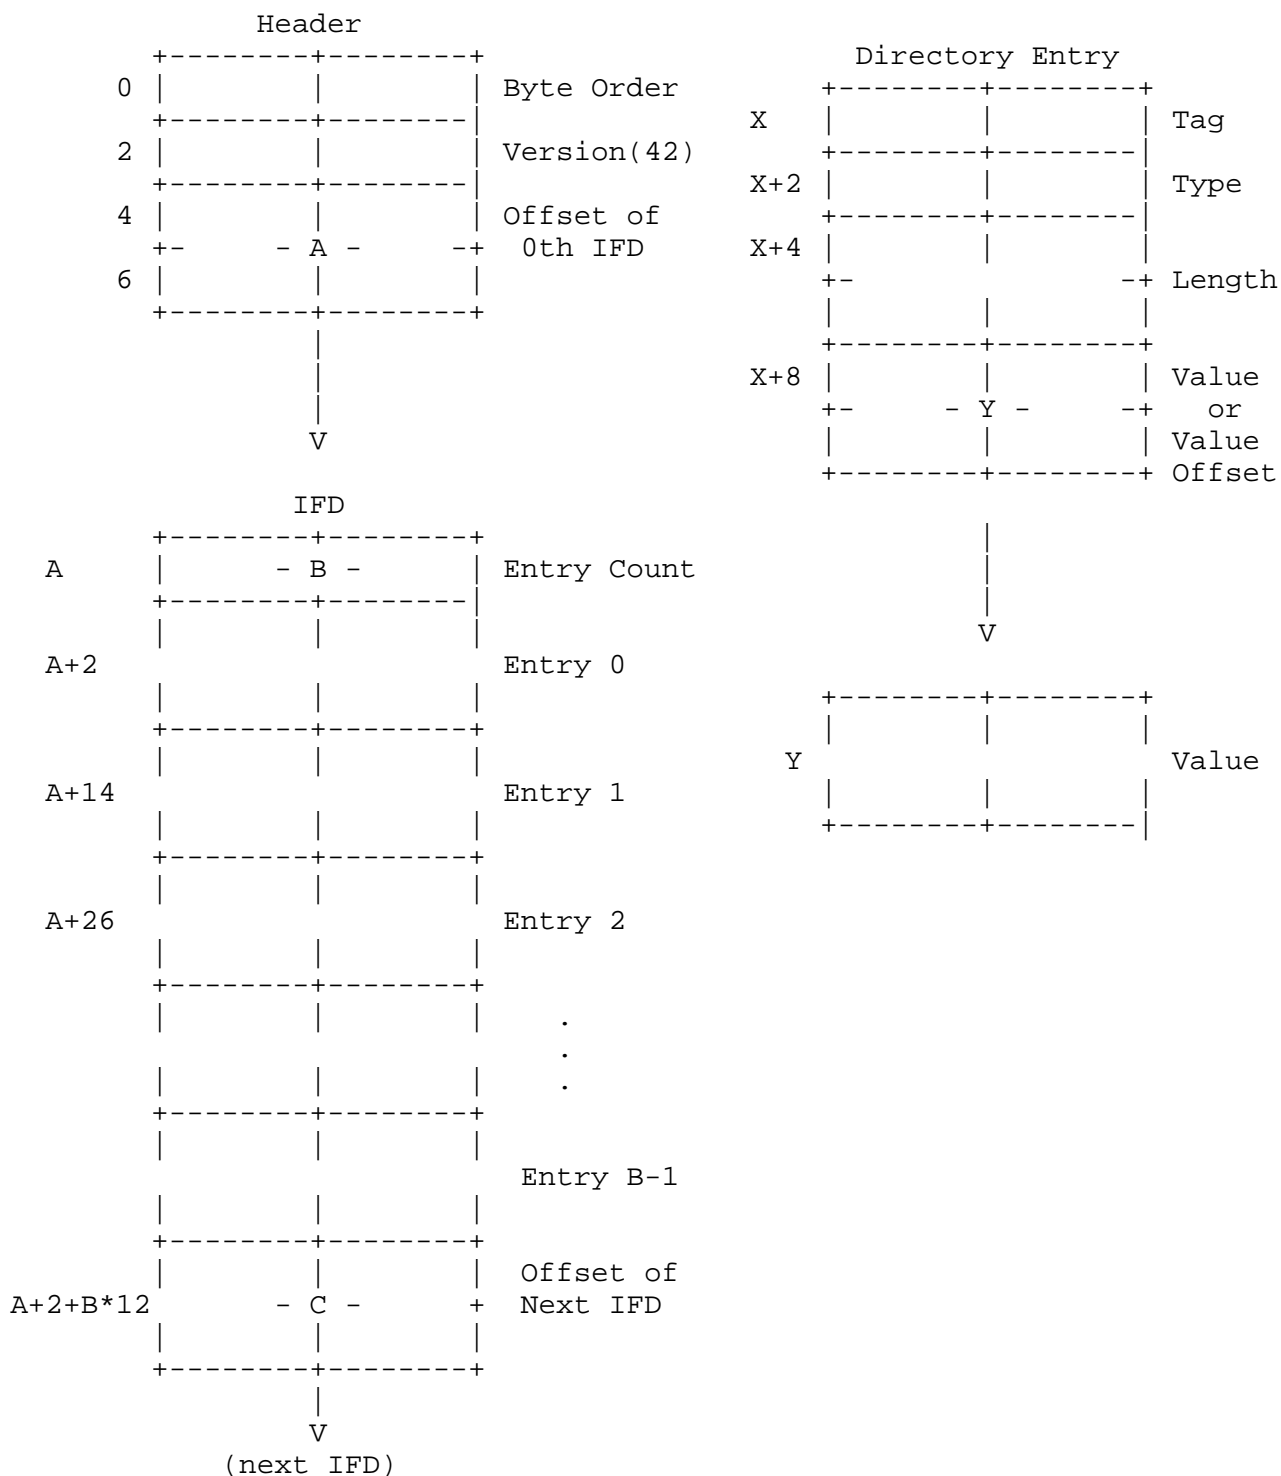 Header
0 Byte Order
2 Version(42)
4 Offset of
- A - 0th IFD
6
V
IFD
A - B - Entry Count
A+2 Entry 0
A+14 Entry 1
A+26 Entry 2
.
.
.
Entry B-1
Offset of
A+2+B*12 - C - Next IFD
V
(next IFD)
Directory Entry
X Tag
X+2 Type
X+4
Length
X+8 Value
- Y - or
Value
Offset
V
Y Value